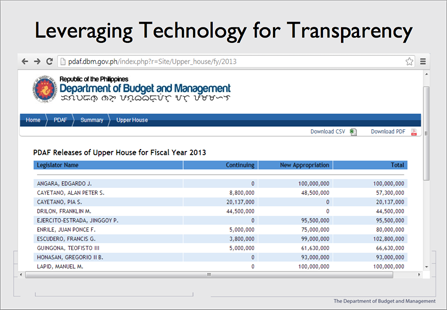 Leveraging Technology for Transparency
pdaf.dbm.gov.ph/index.php?r=Site/Upper_house/fy/2013
Republic of the Philippines
Department of Budget and Management
Home PDAF Summary Upper House
Download CSV Download PDF
PDAF Releases of Upper House for Fiscal Year 2013
Legislator Name Continuing New Appropriation Total
ANGARA, EDGARDO J. 0 100,000,000 100,000,000
CAYETANO, ALAN PETER S. 8,800,000 48,500,000 57,300,000
CAYETANO, PIA S. 20,137,000 0 20,137,000
DRILON, FRANKLIN M. 44,500,000 0 44,500,000
EJERCITO-ESTRADA, JINGGOY P. 0 95,500,000 95,500,000
ENRILE, JUAN PONCE F. 5,000,000 75,000,000 80,000,000
ESCUDERO, FRANCIS G. 3,800,000 99,000,000 102,800,000
GUINGONA, TEOFISTO III 5,000,000 61,630,000 66,630,000
HONASAN, GREGORIO II B. 0 93,000,000 93,000,000
LAPID, MANUEL M. 0 100,000,000 100,000,000
The Department of Budget and Management